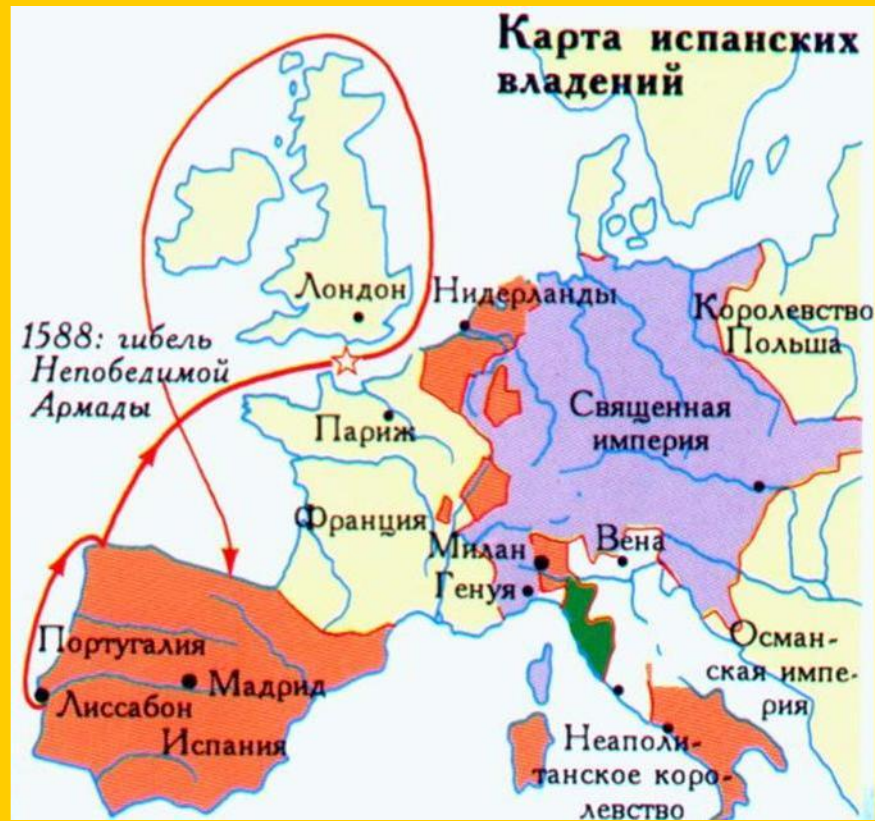 Карта испанских
владений
Лондон
Нидерланды
Королевство
Польша
1588: гибель
Непобедимой
Армады
Священная
империя
Париж
Франция
Милан
Вена
Генуя
Португалия
Мадрид
Лиссабон
Испания
Осман-
ская импе-
рия
Неаполи-
танское коро-
левство